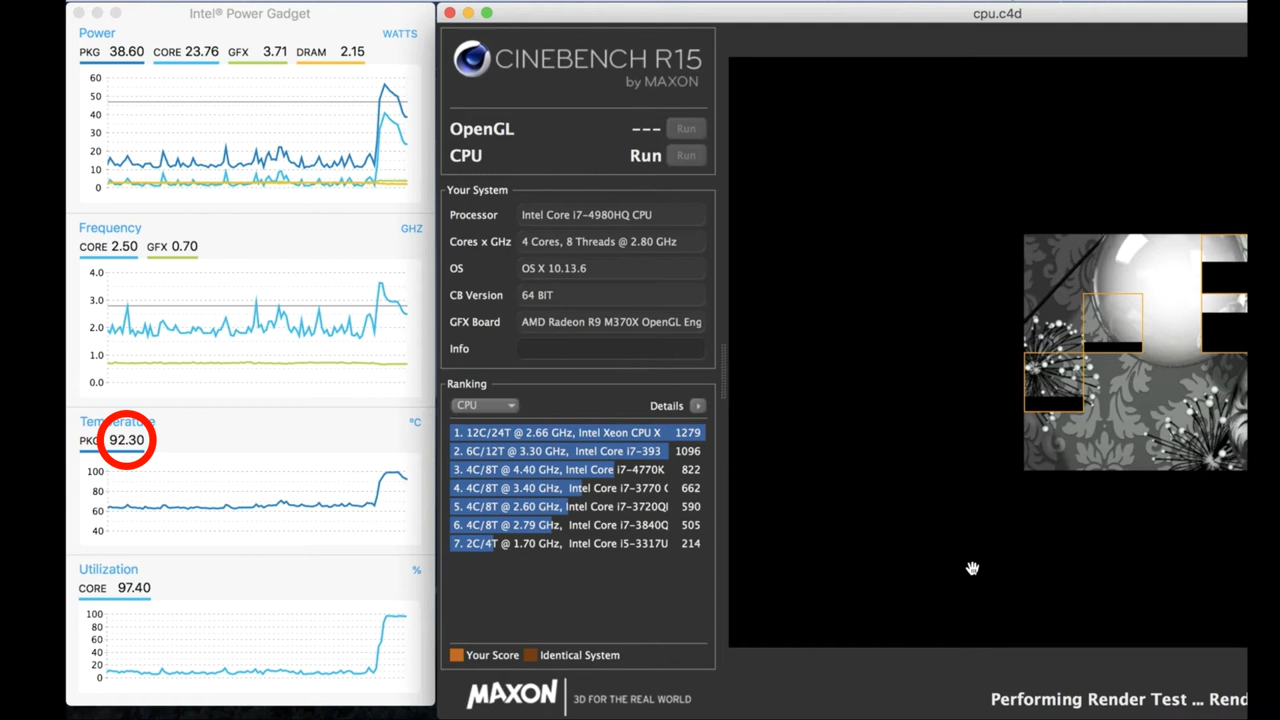 Intel® Power Gadget
Power WATTS
PKG 38.60 CORE 23.76 GFX 3.71 DRAM 2.15
60
50
40
30
20
10
0
Frequency GHZ
CORE 2.50 GFX 0.70
4.0
3.0
2.0
1.0
0.0
Temperature °C
PKG 92.30
100
80
60
40
Utilization %
CORE 97.40
100
80
60
40
20
0
cpu.c4d
CINEBENCH R15
by MAXON
OpenGL --- Run
CPU Run Run
Your System
Processor Intel Core i7-4980HQ CPU
Cores x GHz 4 Cores, 8 Threads @ 2.80 GHz
OS OS X 10.13.6
CB Version 64 BIT
GFX Board AMD Radeon R9 M370X OpenGL Eng
Info
Ranking
CPU Details
1. 12C/24T @ 2.66 GHz, Intel Xeon CPU X 1279
2. 6C/12T @ 3.30 GHz, Intel Core i7-393 1096
3. 4C/8T @ 4.40 GHz, Intel Core i7-4770K 822
4. 4C/8T @ 3.40 GHz, Intel Core i7-3770 662
5. 4C/8T @ 2.60 GHz, Intel Core i7-3720Q 590
6. 4C/8T @ 2.79 GHz, Intel Core i7-3840Q 505
7. 2C/4T @ 1.70 GHz, Intel Core i5-3317U 214
Your Score Identical System
MAXON 3D FOR THE REAL WORLD
Performing Render Test ... Rend